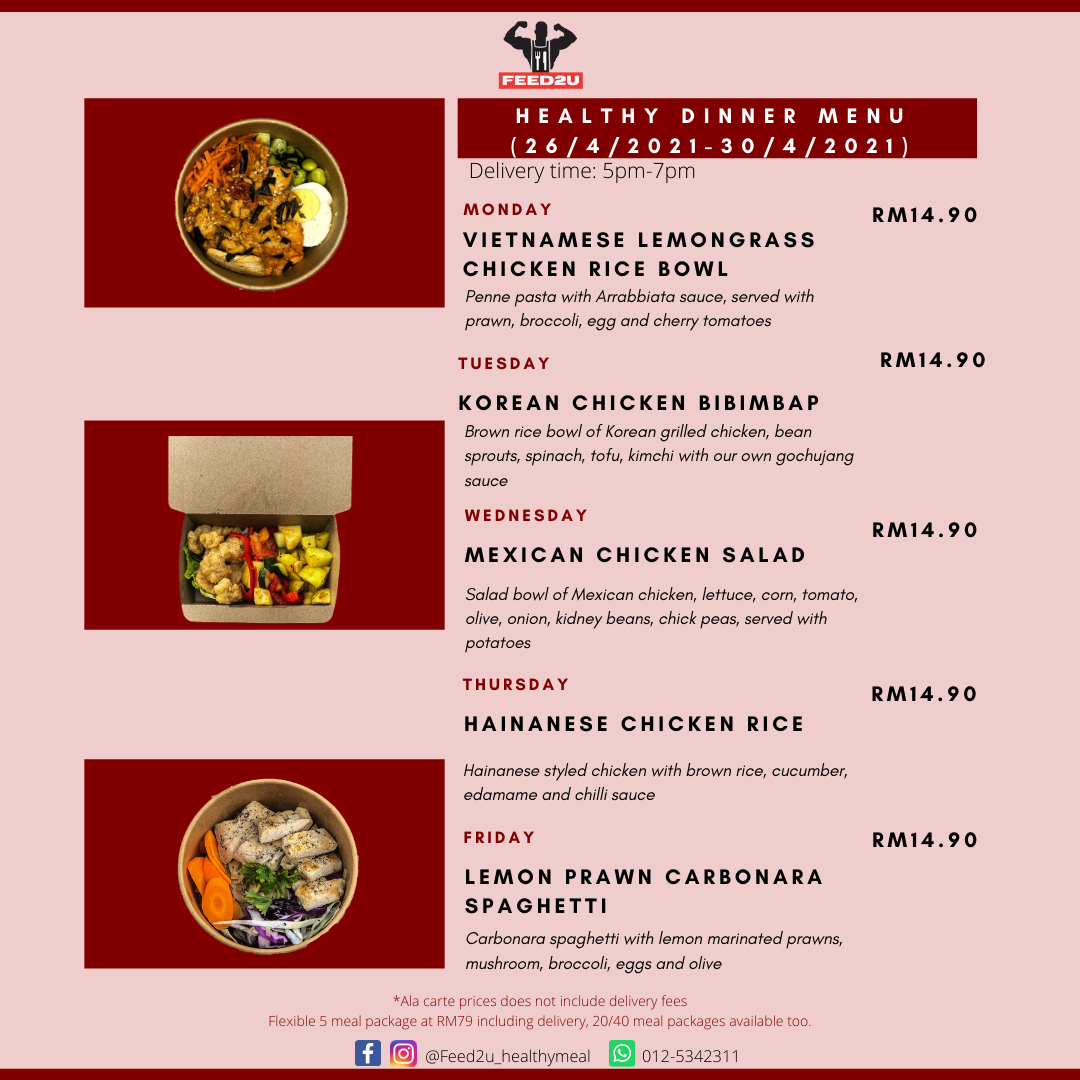 FEED2U
HEALTHY DINNER MENU
(26/4/2021-30/4/2021)
Delivery time: 5pm-7pm
MONDAY
RM14.90
VIETNAMESE LEMONGRASS
CHICKEN RICE BOWL
Penne pasta with Arrabbiata sauce, served with
prawn, broccoli, egg and cherry tomatoes
TUESDAY
RM14.90
KOREAN CHICKEN BIBIMBAP
Brown rice bowl of Korean grilled chicken, bean
sprouts, spinach, tofu, kimchi with our own gochujang
sauce
WEDNESDAY
RM14.90
MEXICAN CHICKEN SALAD
Salad bowl of Mexican chicken, lettuce, corn, tomato,
olive, onion, kidney beans, chick peas, served with
potatoes
THURSDAY
RM14.90
HAINANESE CHICKEN RICE
Hainanese styled chicken with brown rice, cucumber,
edamame and chilli sauce
FRIDAY
RM14.90
LEMON PRAWN CARBONARA
SPAGHETTI
Carbonara spaghetti with lemon marinated prawns,
mushroom, broccoli, eggs and olive
*Ala carte prices does not include delivery fees
Flexible 5 meal package at RM79 including delivery, 20/40 meal packages available too.
@Feed2u_healthymeal 012-5342311